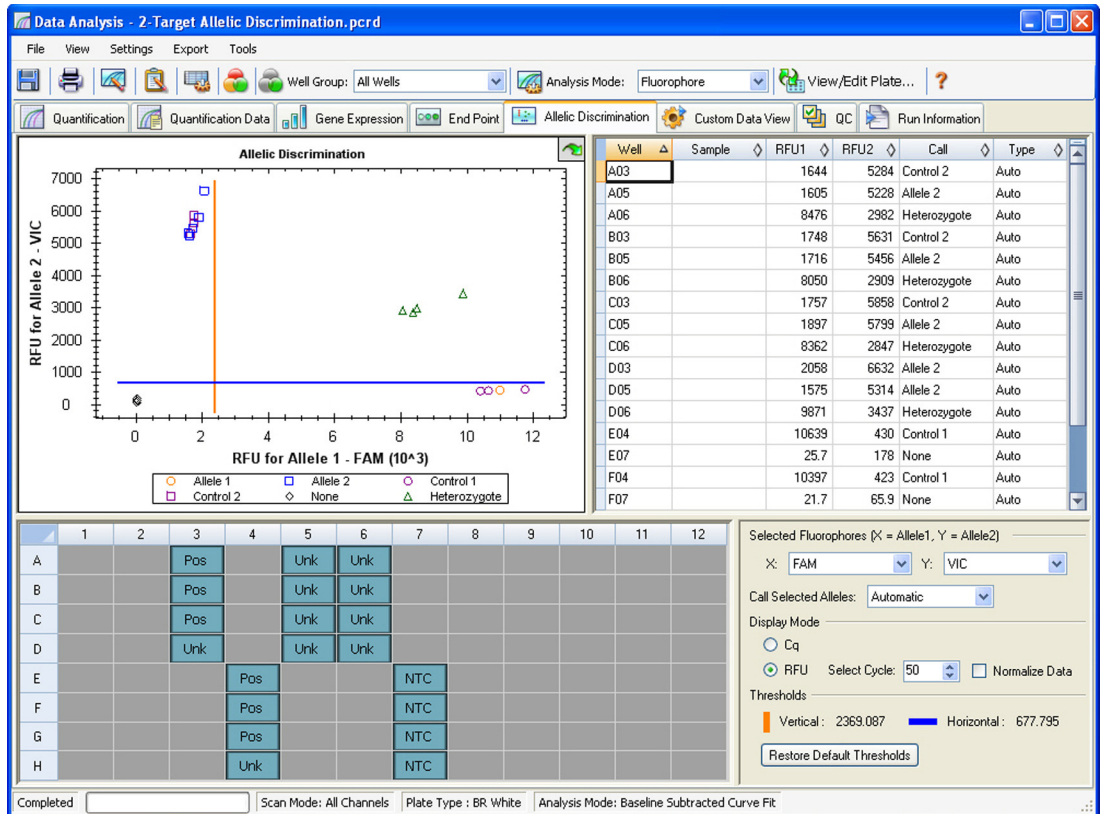 Data Analysis - 2-Target Allelic Discrimination.pcrd
File View Settings Export Tools
Well Group: All Wells Analysis Mode: Fluorophore View/Edit Plate... ?
Quantification Quantification Data Gene Expression End Point Allelic Discrimination Custom Data View QC Run Information
Allelic Discrimination
RFU for Allele 2 - VIC
7000
6000
5000
4000
3000
2000
1000
0
0 2 4 6 8 10 12
RFU for Allele 1 - FAM (10^3)
Allele 1 Allele 2 Control 1
Control 2 None Heterozygote
Well Sample RFU1 RFU2 Call Type
A03 1644 5284 Control 2 Auto
A05 1605 5228 Allele 2 Auto
A06 8476 2982 Heterozygote Auto
B03 1748 5631 Control 2 Auto
B05 1716 5456 Allele 2 Auto
B06 8050 2909 Heterozygote Auto
C03 1757 5858 Control 2 Auto
C05 1897 5799 Allele 2 Auto
C06 8362 2847 Heterozygote Auto
D03 2058 6632 Allele 2 Auto
D05 1575 5314 Allele 2 Auto
D06 9871 3437 Heterozygote Auto
E04 10639 430 Control 1 Auto
E07 25.7 178 None Auto
F04 10397 423 Control 1 Auto
F07 21.7 65.9 None Auto
1 2 3 4 5 6 7 8 9 10 11 12
A Pos Unk Unk
B Pos Unk Unk
C Pos Unk Unk
D Unk Unk Unk
E Pos NTC
F Pos NTC
G Pos NTC
H Unk NTC
Selected Fluorophores (X = Allele1, Y = Allele2)
X: FAM Y: VIC
Call Selected Alleles: Automatic
Display Mode
Cq
RFU Select Cycle: 50 Normalize Data
Thresholds
Vertical : 2369.087 Horizontal : 677.795
Restore Default Thresholds
Completed Scan Mode: All Channels Plate Type : BR White Analysis Mode: Baseline Subtracted Curve Fit